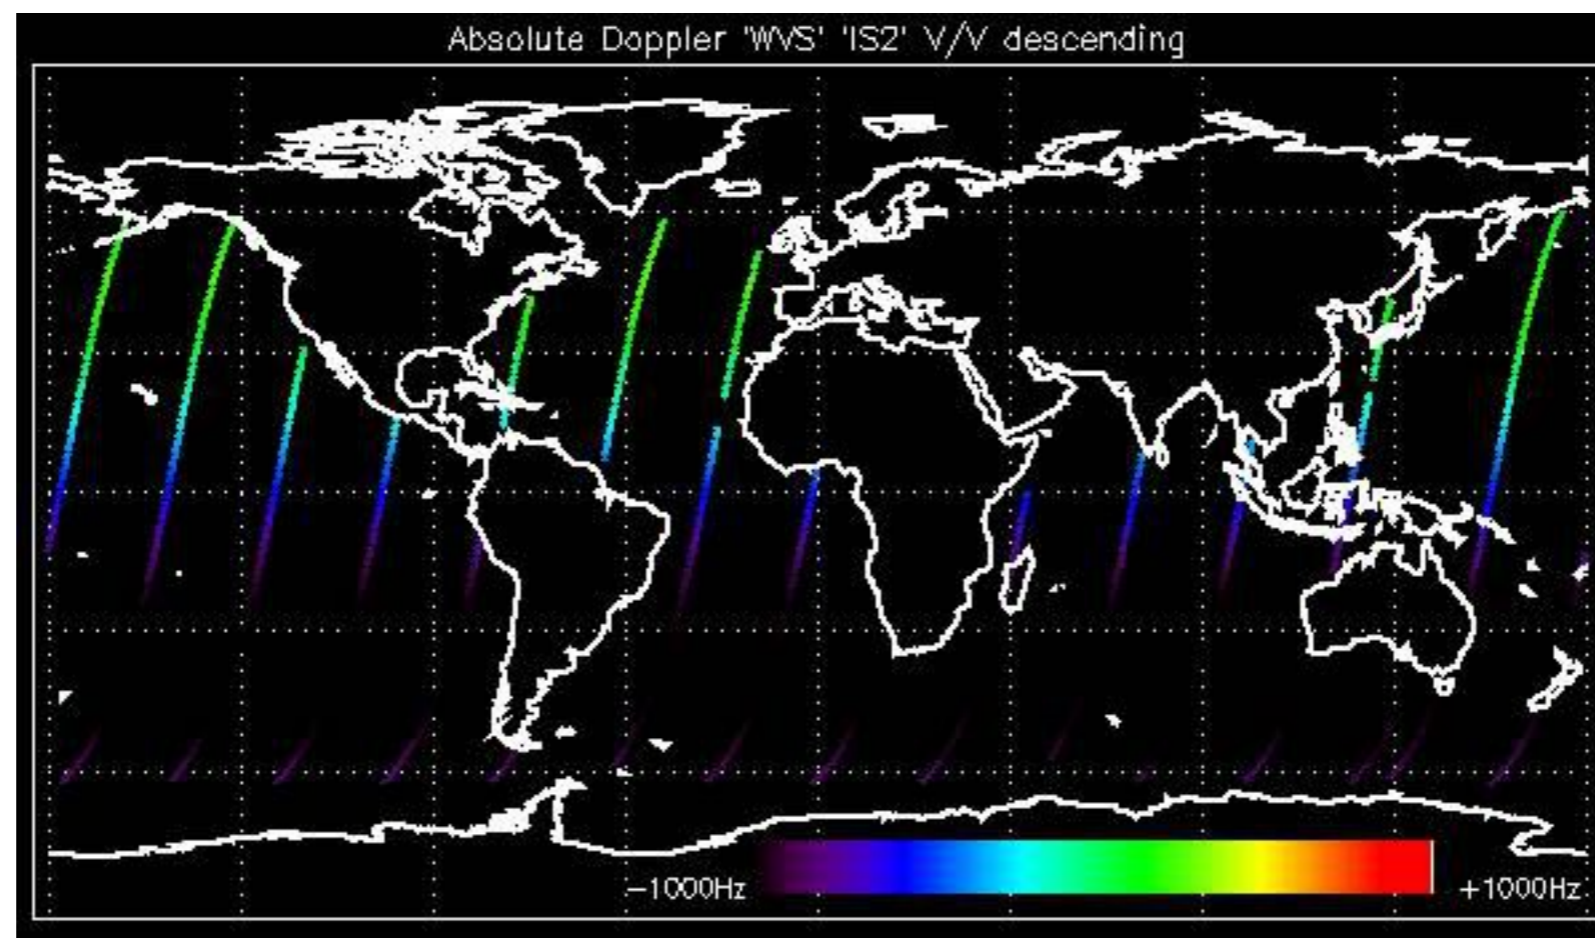 Absolute Doppler 'WVS' 'IS2' V/V descending
−1000Hz
+1000Hz